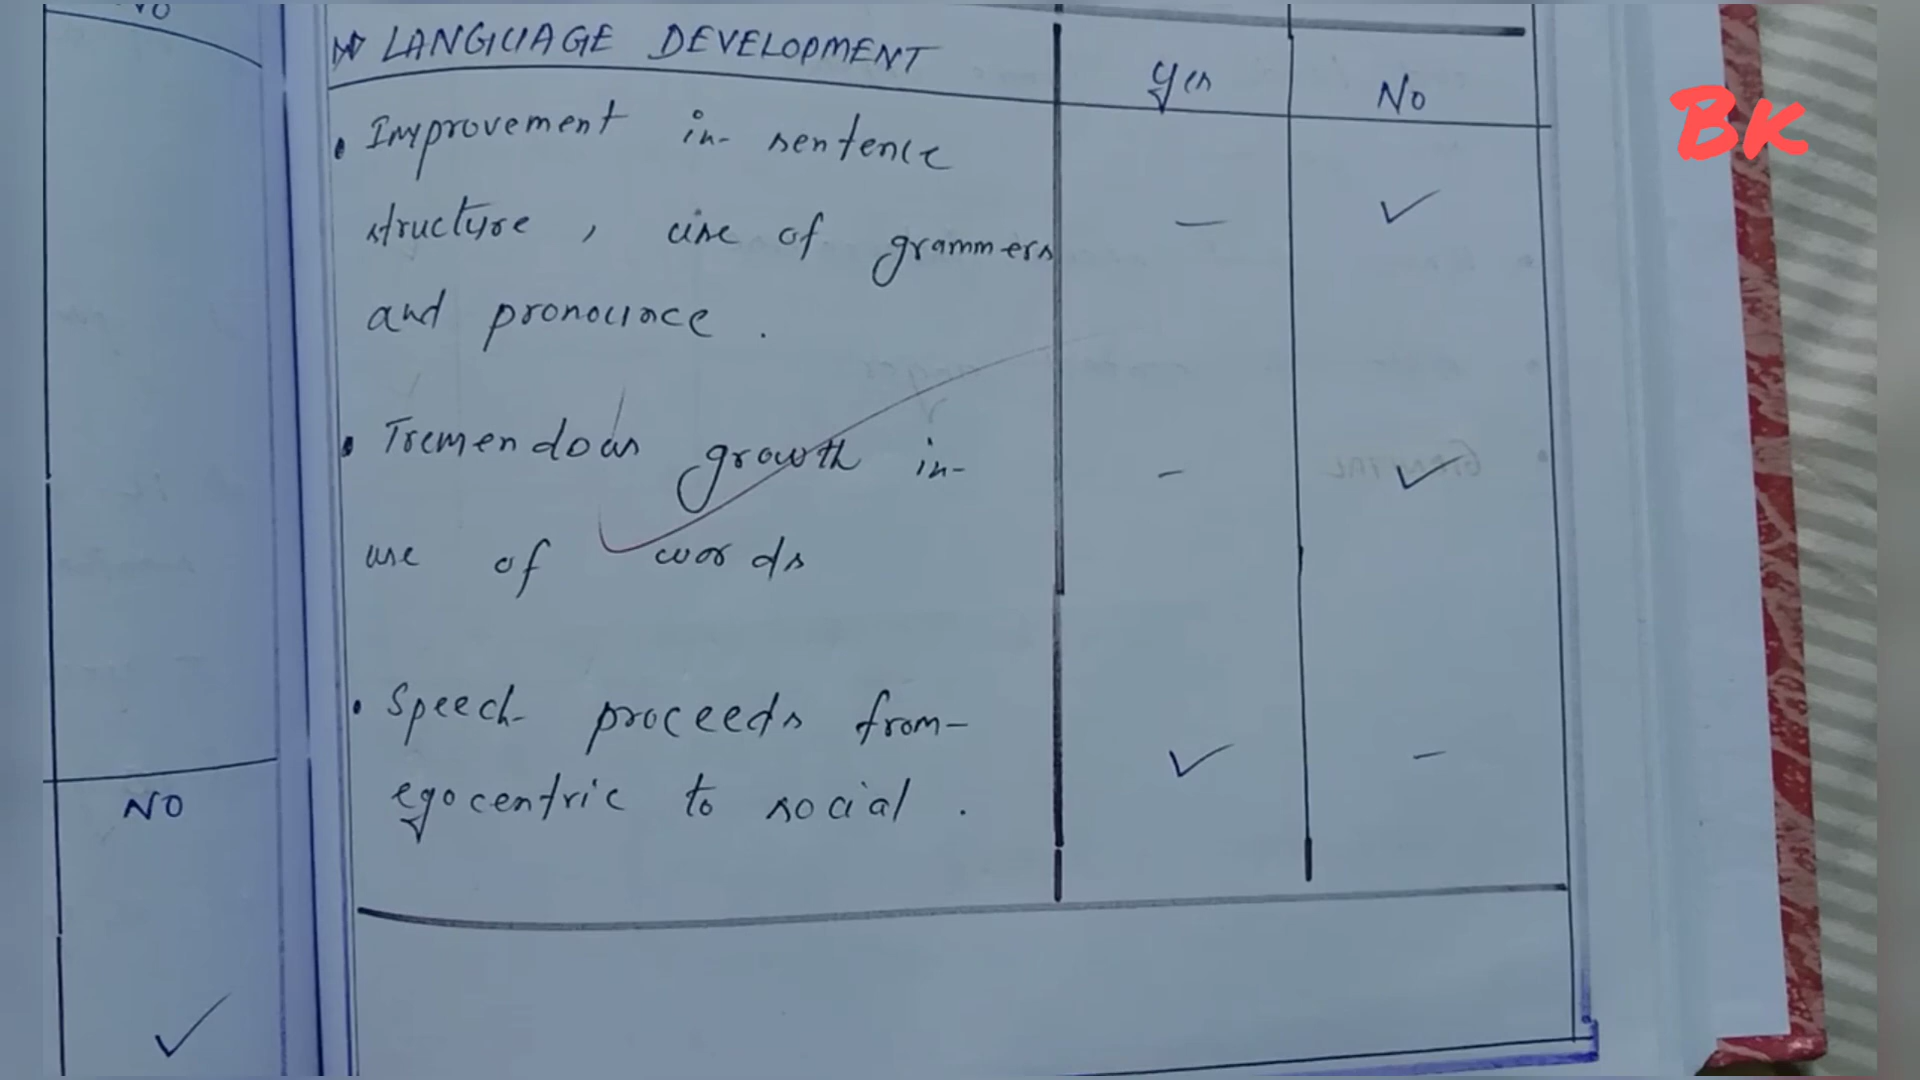 LANGUAGE DEVELOPMENT
Yes
No
Bk
• Improvement in- sentence
structure, use of grammers
and pronounce.
- ✓
• Tremendous growth in-
use of words
- ✓
• Speech proceeds from-
egocentric to social.
✓ -
NO
✓